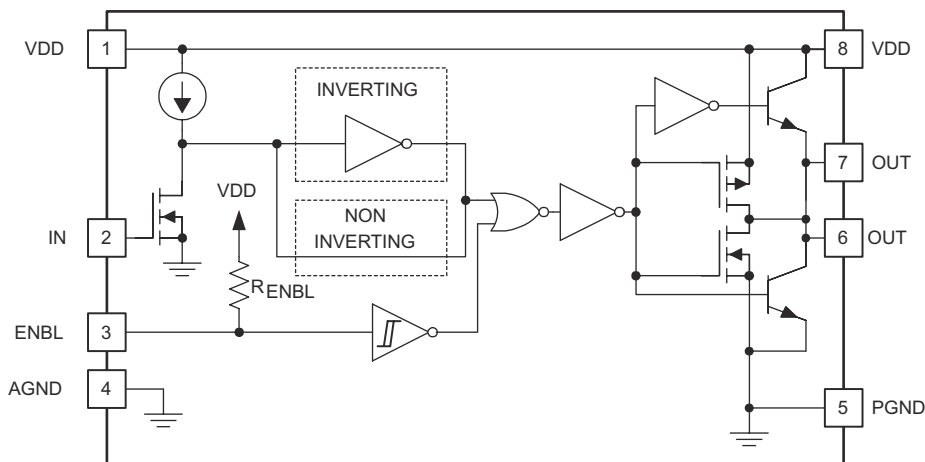 VDD 1
8 VDD
INVERTING
7 OUT
VDD
NON
INVERTING
IN 2
6 OUT
RENBL
ENBL 3
AGND 4
5 PGND